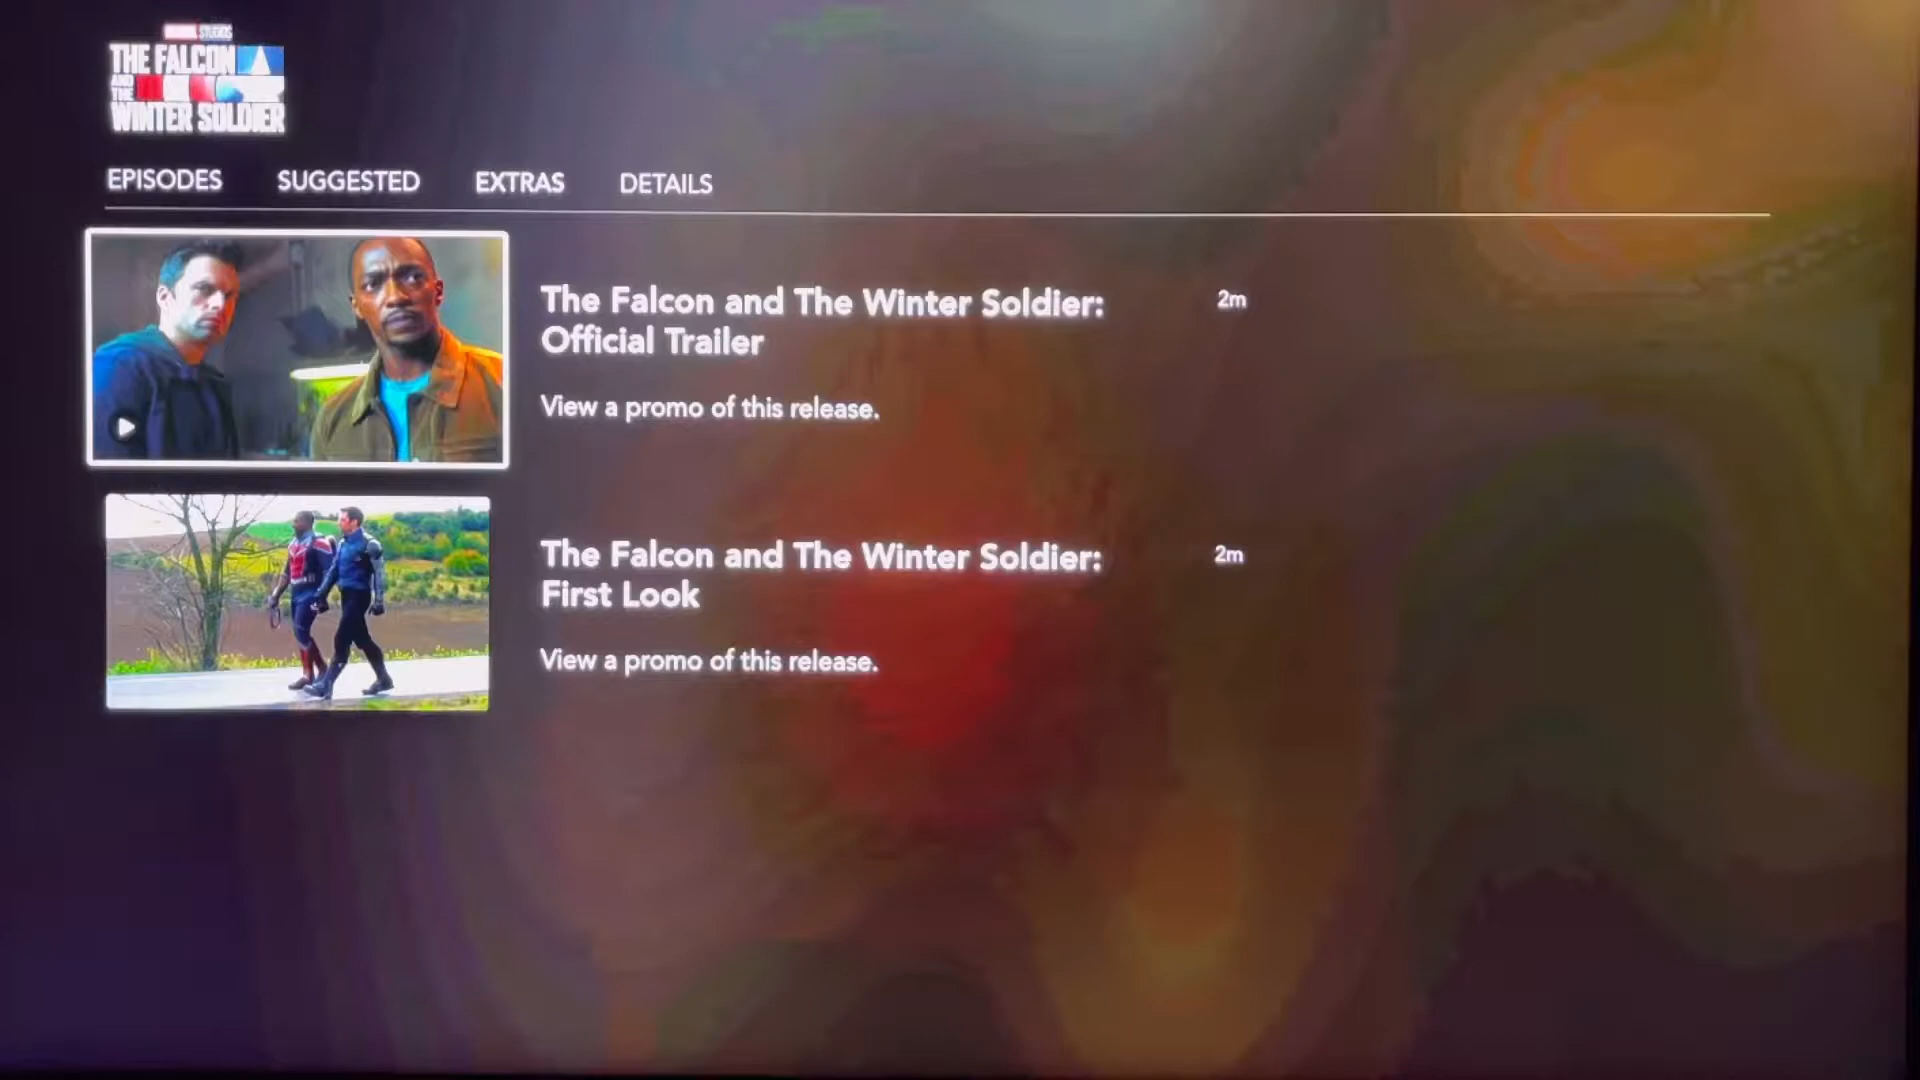 STUDIOS
THE FALCON
AND
THE
WINTER SOLDIER
EPISODES SUGGESTED EXTRAS DETAILS
The Falcon and The Winter Soldier: 2m
Official Trailer
View a promo of this release.
The Falcon and The Winter Soldier: 2m
First Look
View a promo of this release.